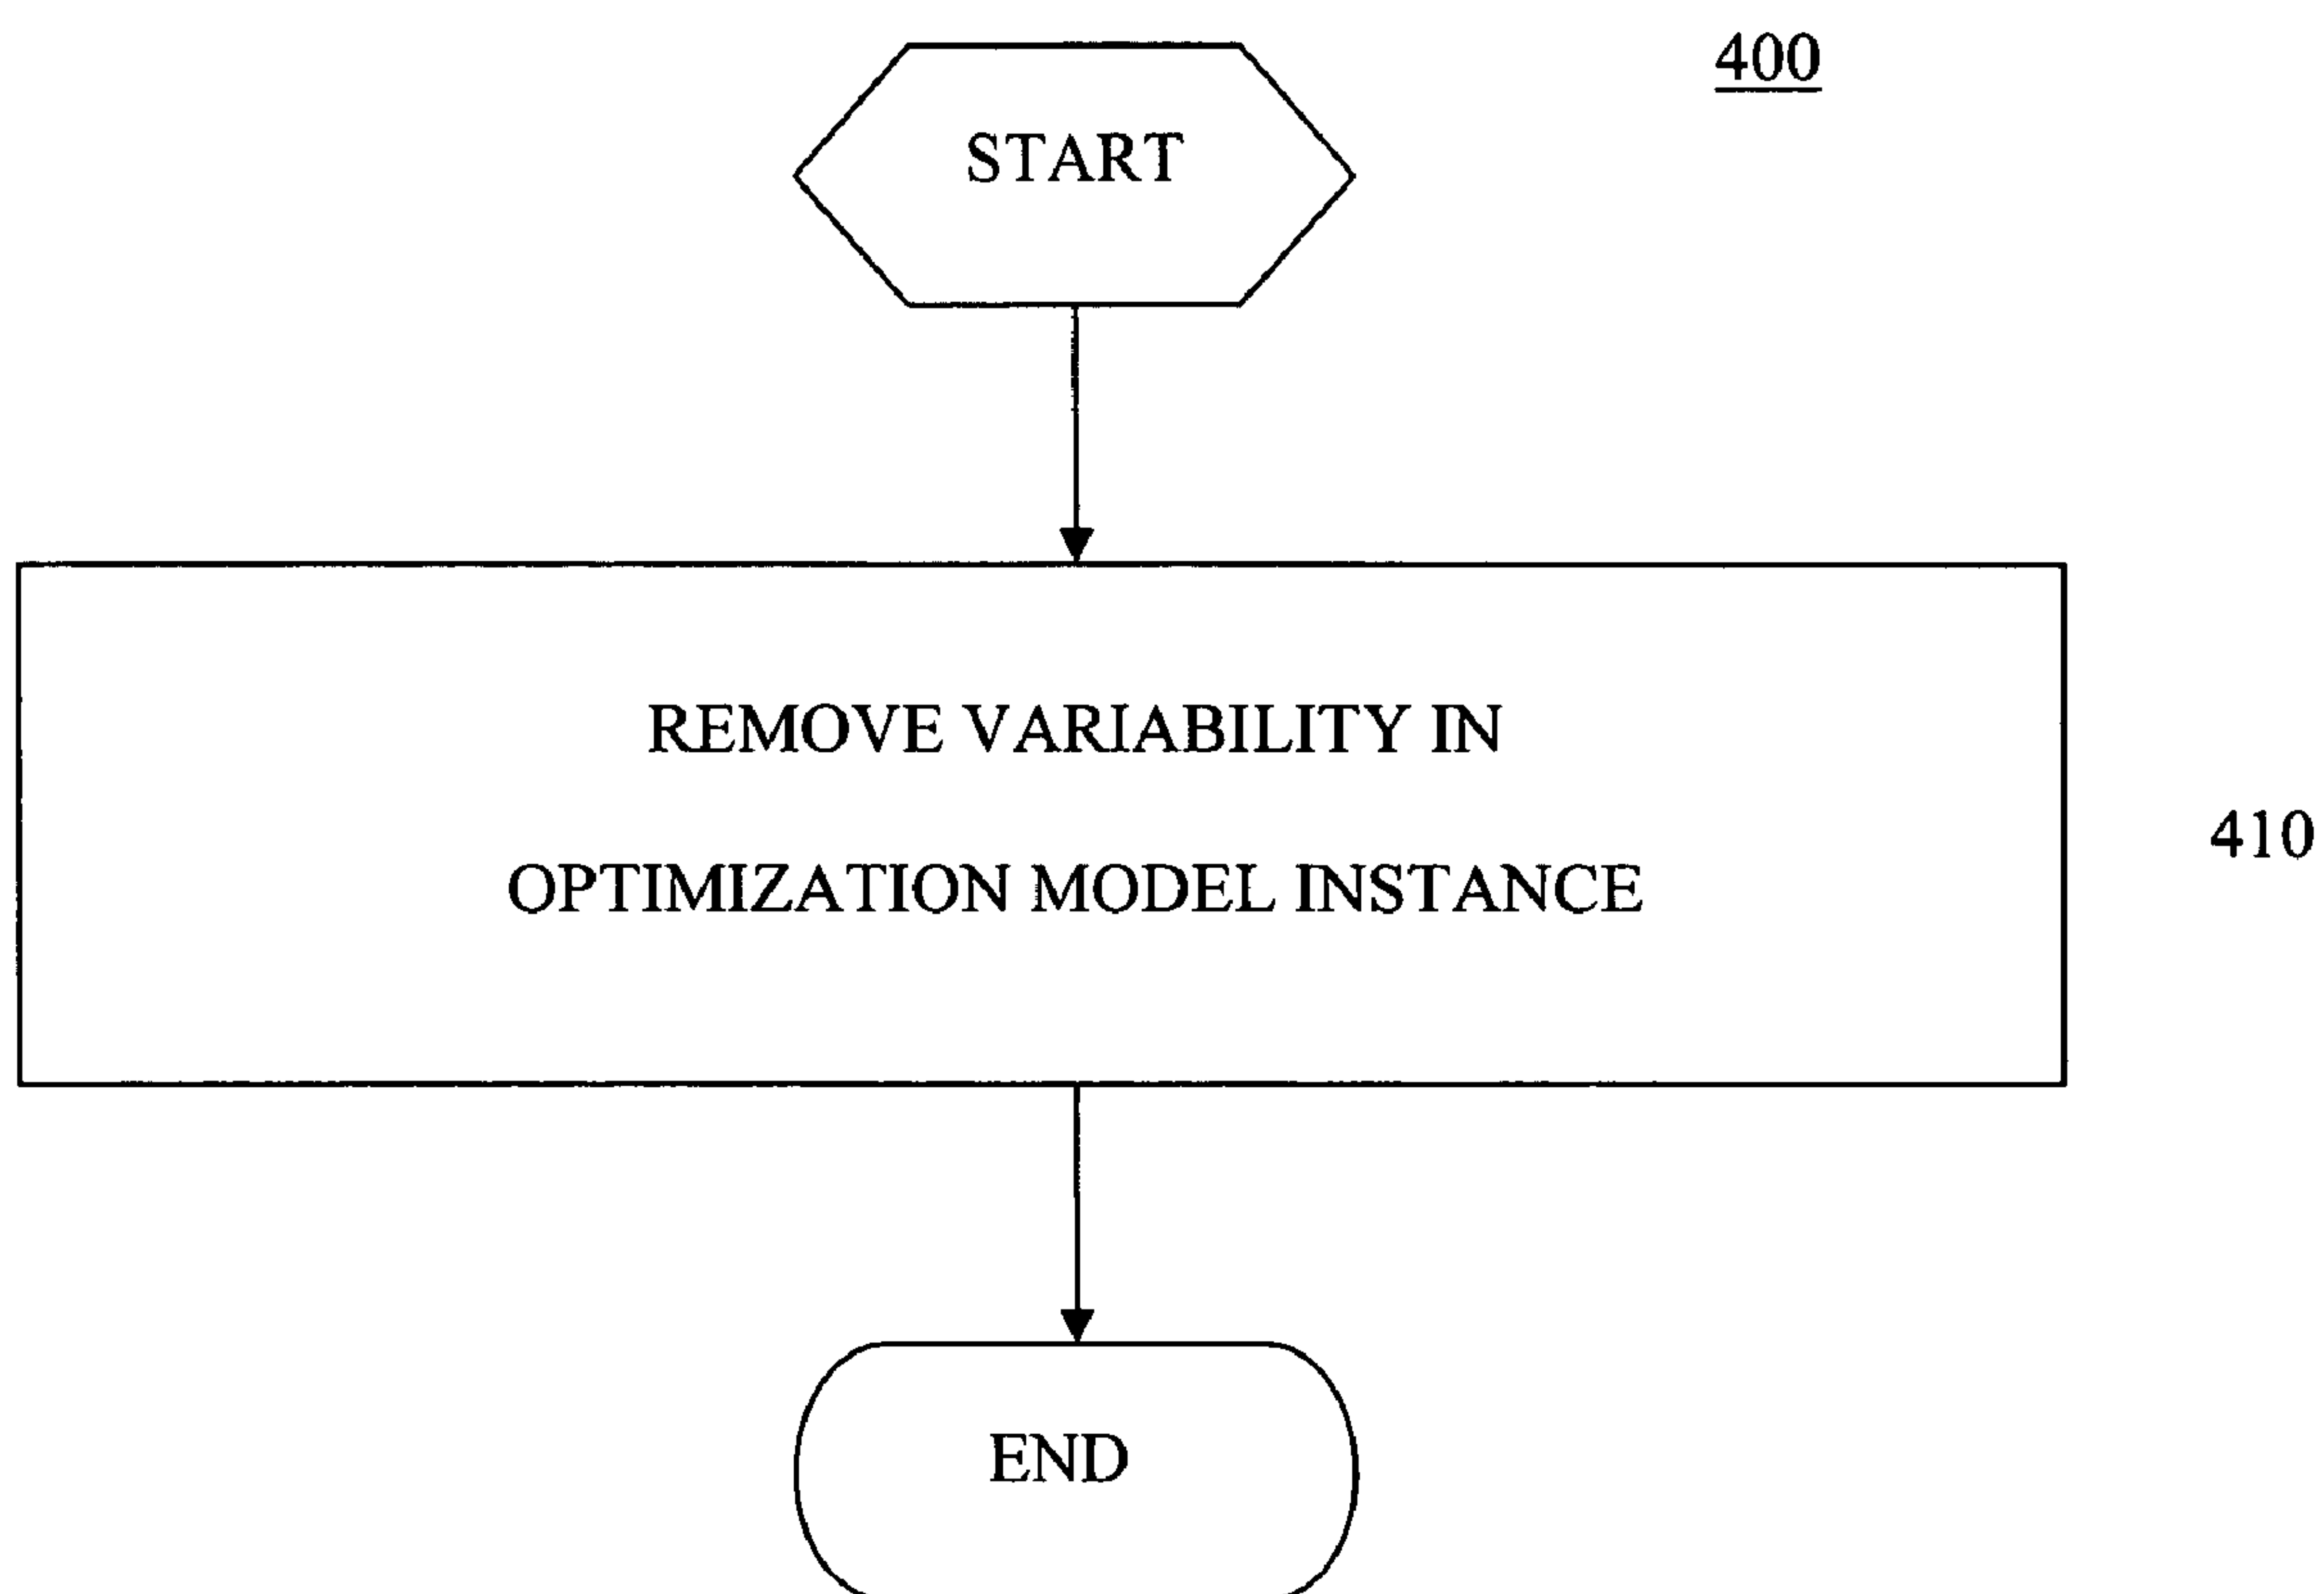 400
START
REMOVE VARIABILITY IN
OPTIMIZATION MODEL INSTANCE
410
END